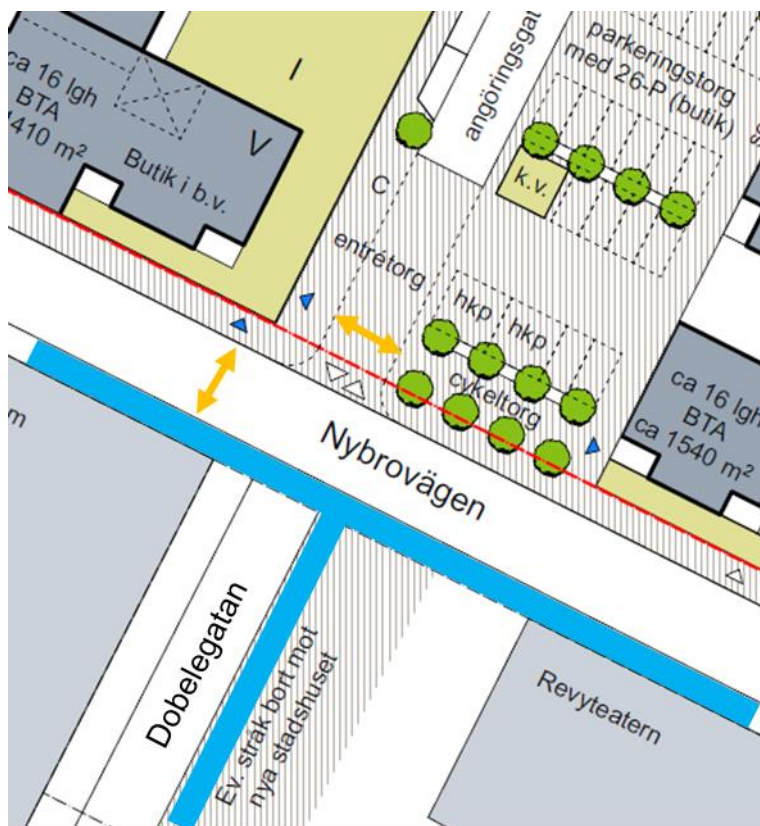 ca 16 lgh
BTA
1410 m²
Butik i b.v.
V
I
angöringsgat
parkeringstorg
med 26-P (butik)
k.v.
C
entrétorg
hkp hkp
cykeltorg
ca 16 lgh
BTA
ca 1540 m²
Nybrovägen
Dobelegatan
Ev. stråk bort mot
nya stadshuset
Revyteatern